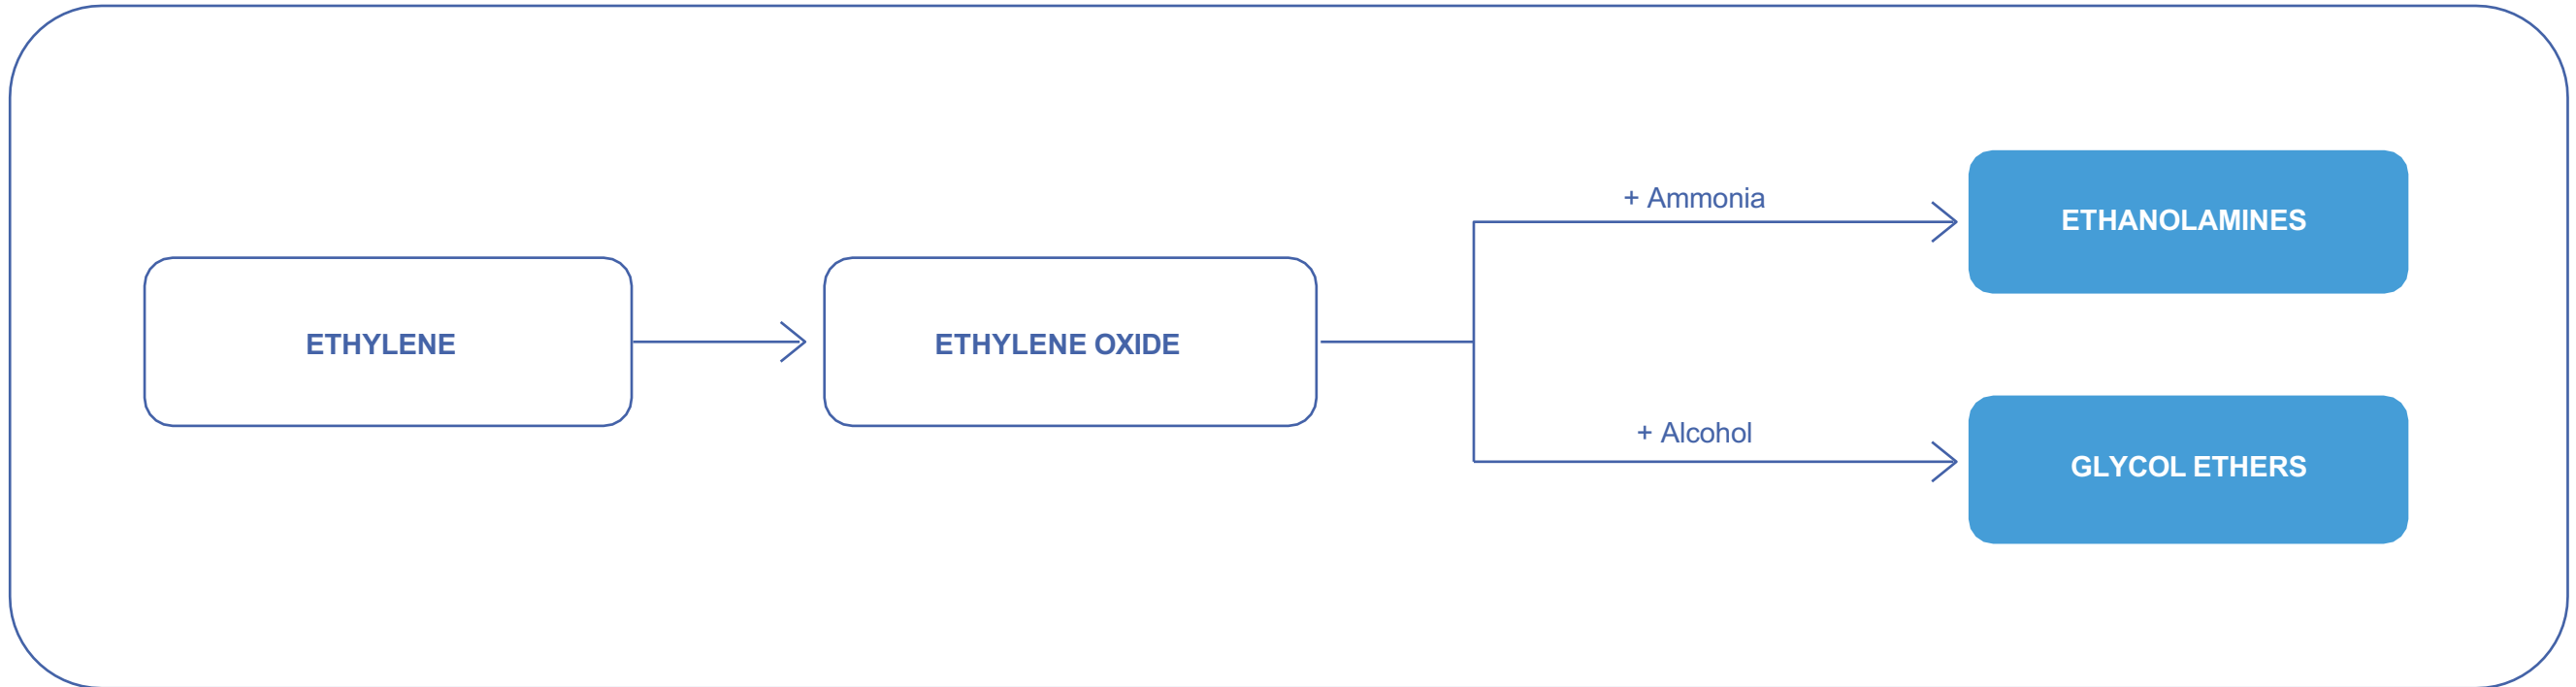 + Ammonia
ETHANOLAMINES
ETHYLENE
ETHYLENE OXIDE
+ Alcohol
GLYCOL ETHERS